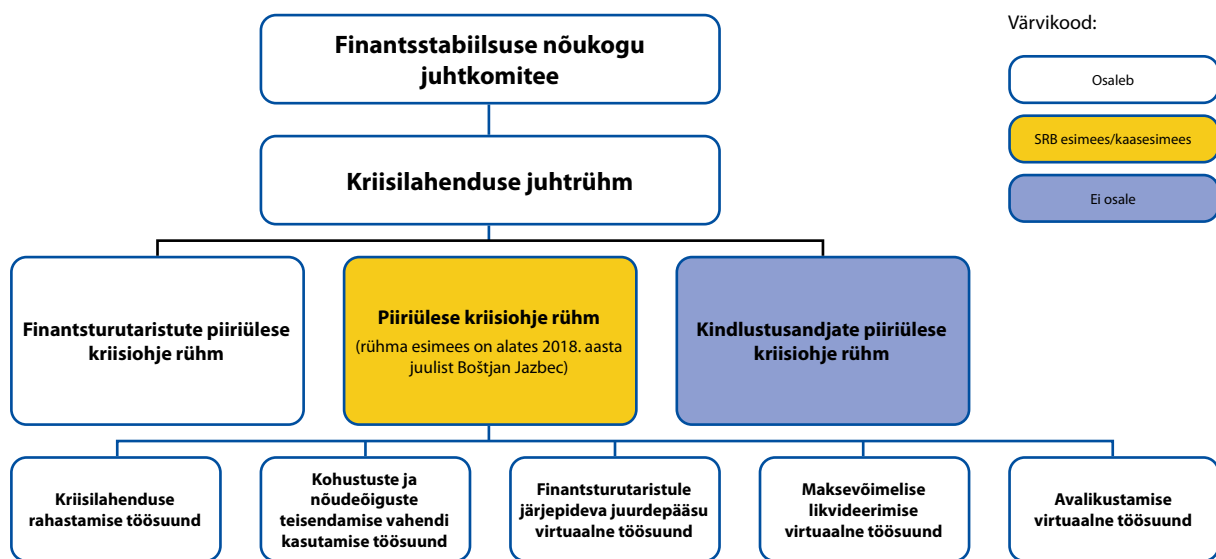 Finantsstabiilsuse nõukogu
juhtkomitee
Värvikood:
Osaleb
SRB esimees/kaasesimees
Ei osale
Kriisilahenduse juhtrühm
Finantsturutaristute piiriülese
kriisiohje rühm
Piiriülese kriisiohje rühm
(rühma esimees on alates 2018. aasta
juulist Boštjan Jazbec)
Kindlustusandjate piiriülese
kriisiohje rühm
Kriisilahenduse
rahastamise töösuund
Kohustuste ja
nõudeõiguste
teisendamise vahendi
kasutamise töösuund
Finantsturutaristule
järjepideva juurdepääsu
virtuaalne töösuund
Maksevõimelise
likvideerimise
virtuaalne töösuund
Avalikustamise
virtuaalne töösuund